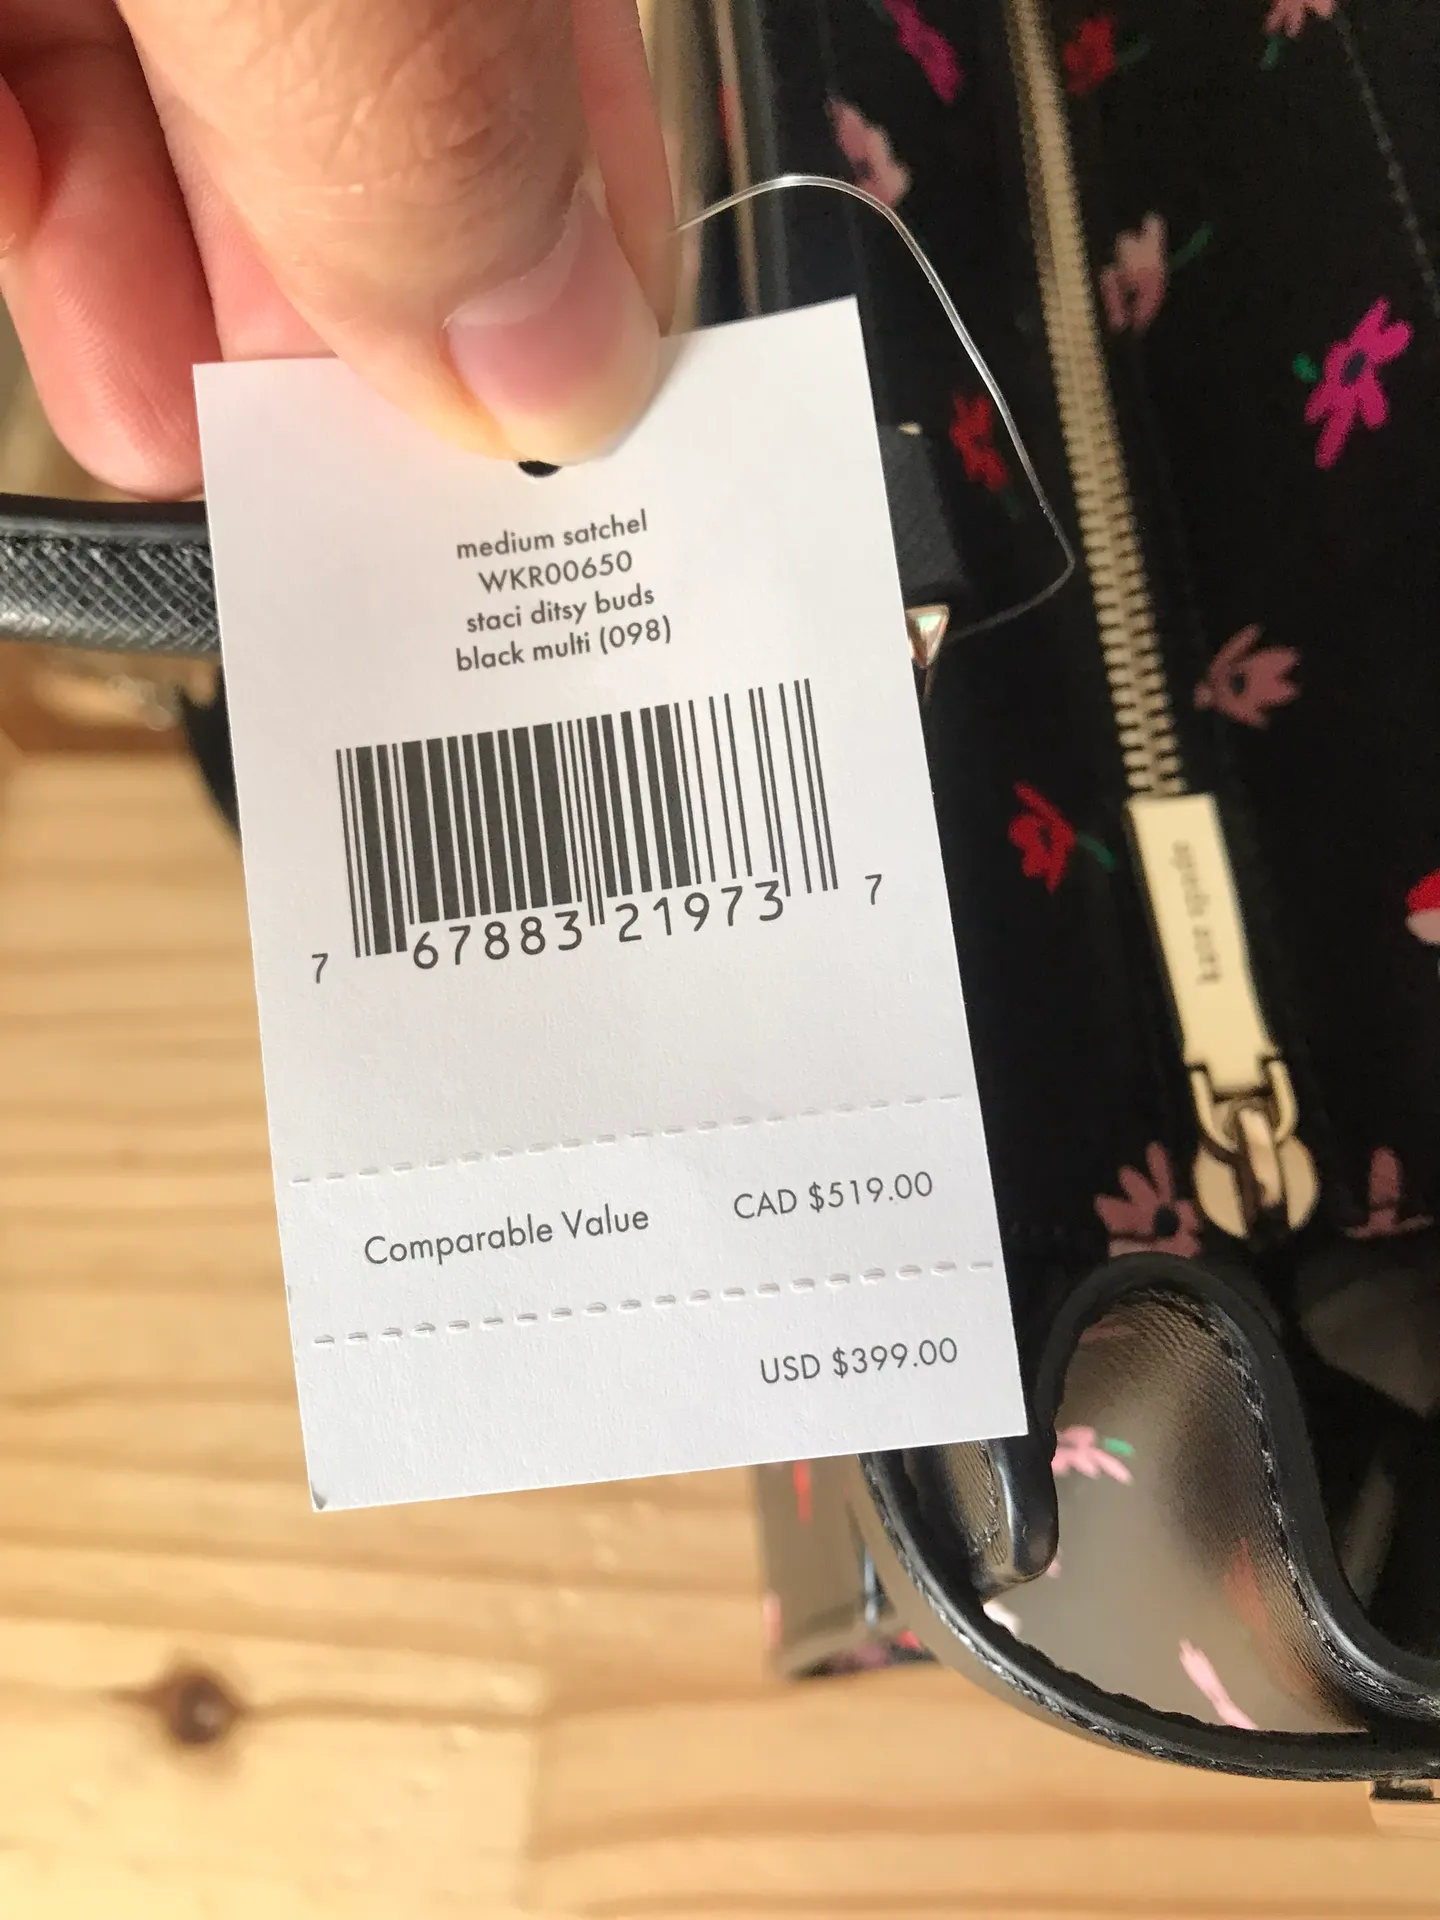 medium satchel
WKR00650
staci ditsy buds
black multi (098)
7 67883 21973 7
Comparable Value CAD $519.00
USD $399.00
kate spade